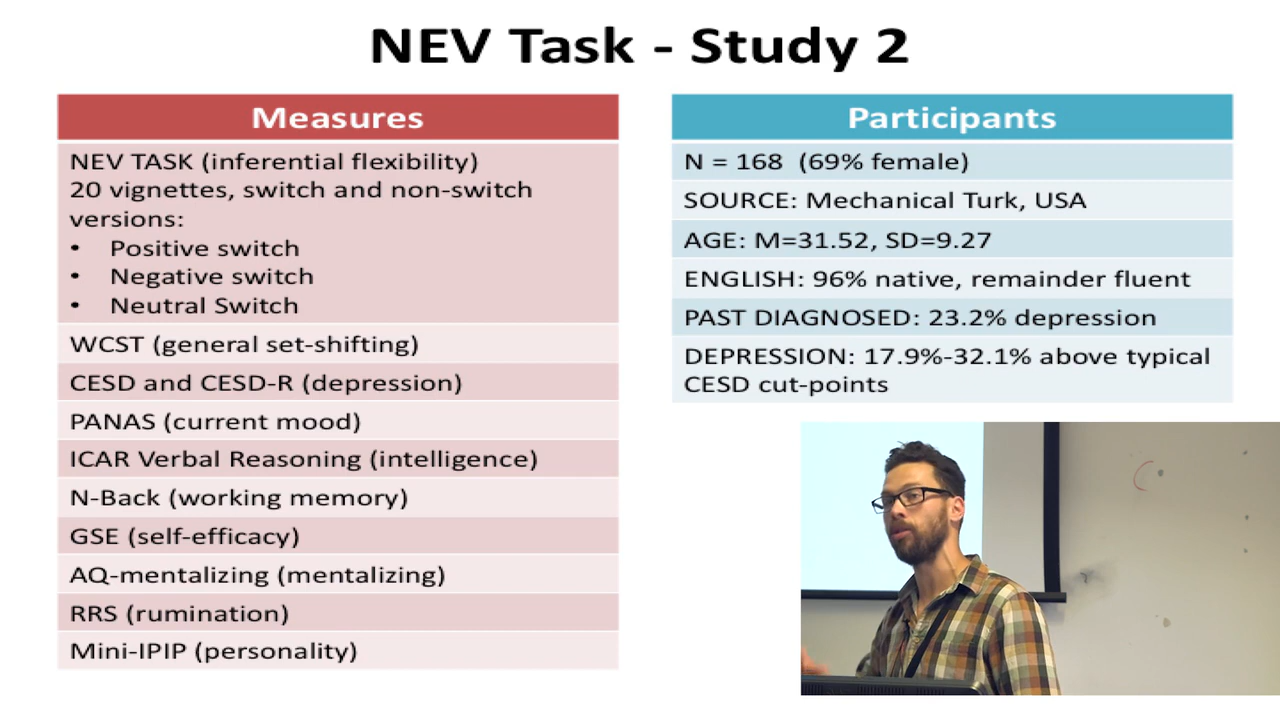 NEV Task - Study 2
Measures
NEV TASK (inferential flexibility)
20 vignettes, switch and non-switch
versions:
• Positive switch
• Negative switch
• Neutral Switch
WCST (general set-shifting)
CESD and CESD-R (depression)
PANAS (current mood)
ICAR Verbal Reasoning (intelligence)
N-Back (working memory)
GSE (self-efficacy)
AQ-mentalizing (mentalizing)
RRS (rumination)
Mini-IPIP (personality)
Participants
N = 168 (69% female)
SOURCE: Mechanical Turk, USA
AGE: M=31.52, SD=9.27
ENGLISH: 96% native, remainder fluent
PAST DIAGNOSED: 23.2% depression
DEPRESSION: 17.9%-32.1% above typical
CESD cut-points